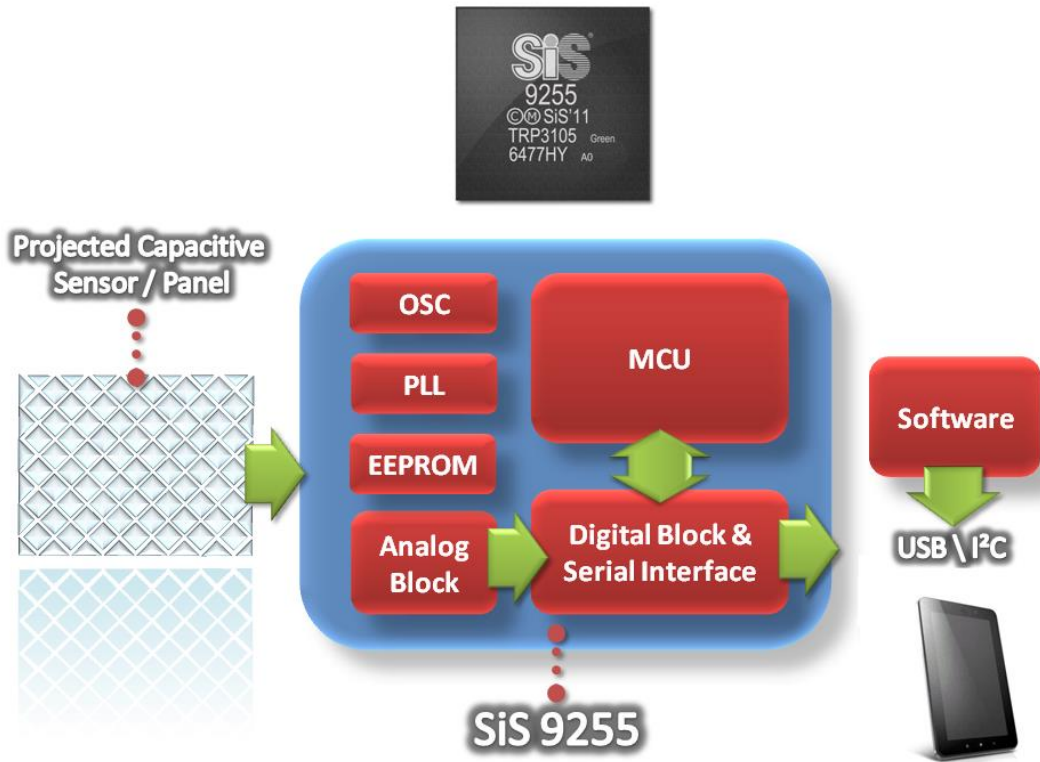 SiS
9255
©Ⓜ SiS'11
TRP3105 Green
6477HY A0
Projected Capacitive
Sensor / Panel
OSC
PLL
EEPROM
Analog
Block
MCU
Digital Block &
Serial Interface
Software
USB \ I²C
SiS 9255